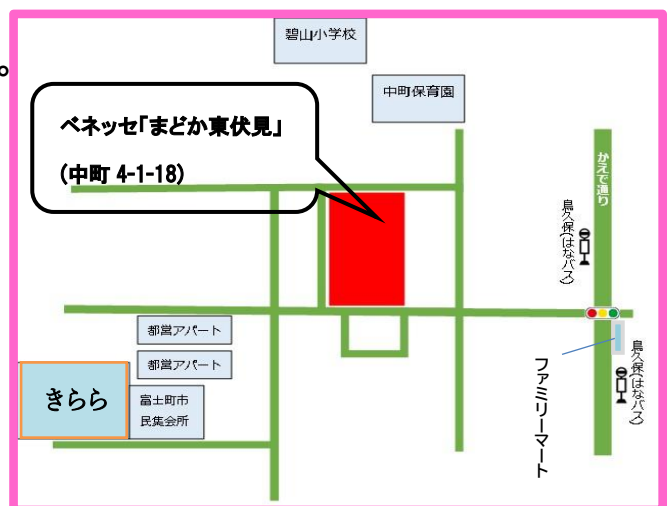 。
碧山小学校
中町保育園
ベネッセ「まどか東伏見」
(中町 4-1-18)
かえで通り
鳥久保(はなバス)
都営アパート
都営アパート
きらら
富士町市
民集会所
ファミリーマート
鳥久保(はなバス)